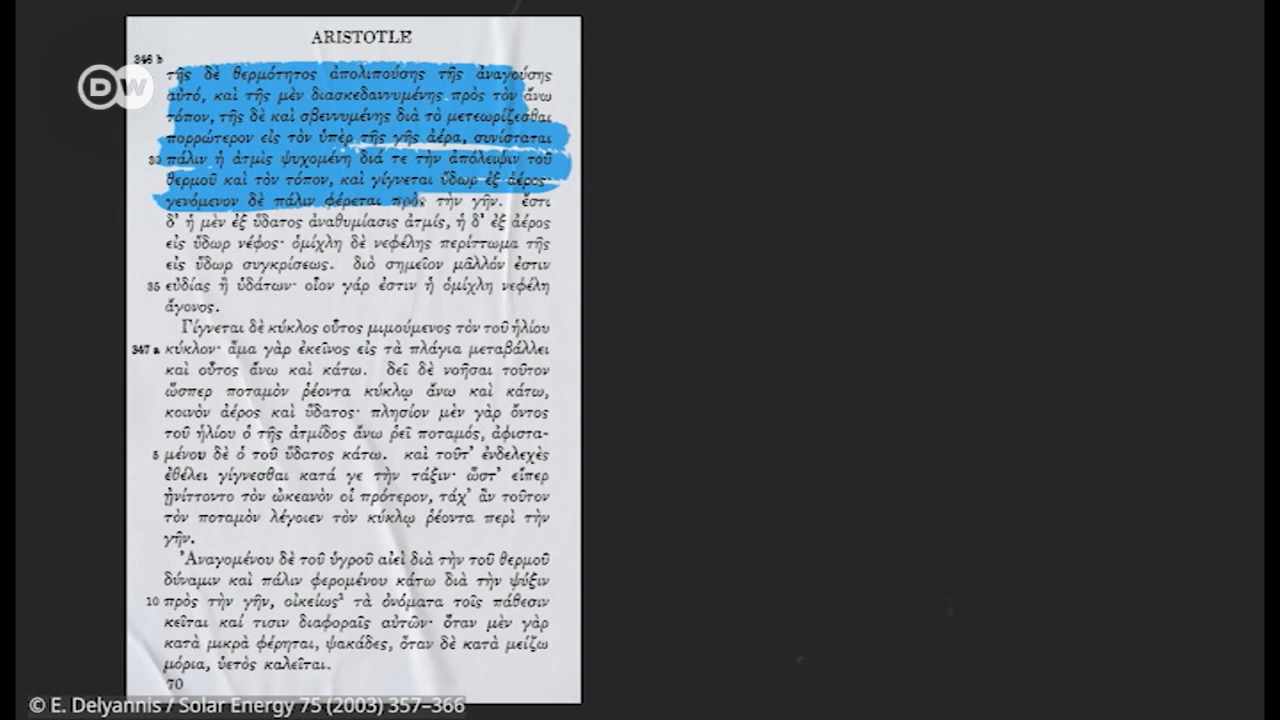 ARISTOTLE
346 b
DW
τῆς δὲ θερμότητος ἀπολιπούσης τῆς ἀναγούσης
αὐτό, καὶ τῆς μὲν διασκεδαννυμένης πρὸς τὸν ἄνω
τόπον, τῆς δὲ καὶ σβεννυμένης διὰ τὸ μετεωρίζεσθαι
πορρώτερον εἰς τὸν ὑπὲρ τῆς γῆς ἀέρα, συνίσταται
30 πάλιν ἡ ἀτμὶς ψυχομένη διά τε τὴν ἀπόλειψιν τοῦ
θερμοῦ καὶ τὸν τόπον, καὶ γίγνεται ὕδωρ ἐξ ἀέρος·
γενόμενον δὲ πάλιν φέρεται πρὸς τὴν γῆν. ἔστι
δ' ἡ μὲν ἐξ ὕδατος ἀναθυμίασις ἀτμίς, ἡ δ' ἐξ ἀέρος
εἰς ὕδωρ νέφος· ὁμίχλη δὲ νεφέλης περίττωμα τῆς
εἰς ὕδωρ συγκρίσεως. διὸ σημεῖον μᾶλλόν ἐστιν
35 εὐδίας ἢ ὑδάτων· οἷον γάρ ἐστιν ἡ ὁμίχλη νεφέλη
ἄγονος.
Γίγνεται δὲ κύκλος οὗτος μιμούμενος τὸν τοῦ ἡλίου
347 a κύκλον· ἅμα γὰρ ἐκεῖνος εἰς τὰ πλάγια μεταβάλλει
καὶ οὗτος ἄνω καὶ κάτω. δεῖ δὲ νοῆσαι τοῦτον
ὥσπερ ποταμὸν ῥέοντα κύκλῳ ἄνω καὶ κάτω,
κοινὸν ἀέρος καὶ ὕδατος· πλησίον μὲν γὰρ ὄντος
τοῦ ἡλίου ὁ τῆς ἀτμίδος ἄνω ῥεῖ ποταμός, ἀφιστα-
5 μένου δὲ ὁ τοῦ ὕδατος κάτω. καὶ τοῦτ' ἐνδελεχὲς
ἐθέλει γίγνεσθαι κατά γε τὴν τάξιν· ὥστ' εἴπερ
ᾐνίττοντο τὸν ὠκεανὸν οἱ πρότερον, τάχ' ἂν τοῦτον
τὸν ποταμὸν λέγοιεν τὸν κύκλῳ ῥέοντα περὶ τὴν
γῆν.
Ἀναγομένου δὲ τοῦ ὑγροῦ αἰεὶ διὰ τὴν τοῦ θερμοῦ
δύναμιν καὶ πάλιν φερομένου κάτω διὰ τὴν ψύξιν
10 πρὸς τὴν γῆν, οἰκείως¹ τὰ ὀνόματα τοῖς πάθεσιν
κεῖται καί τισιν διαφοραῖς αὐτῶν· ὅταν μὲν γὰρ
κατὰ μικρὰ φέρηται, ψακάδες, ὅταν δὲ κατὰ μείζω
μόρια, ὑετὸς καλεῖται.
70
© E. Delyannis / Solar Energy 75 (2003) 357–366